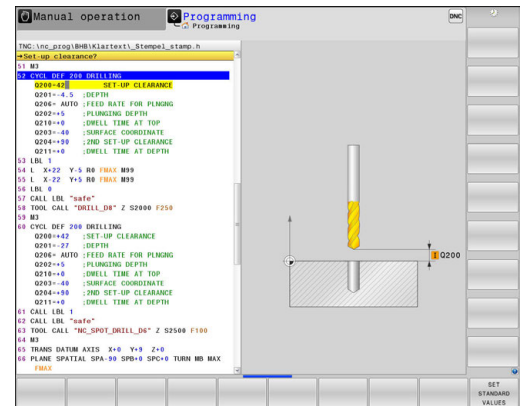 Manual operation
Programming
Programming
DNC
TNC:\nc_prog\BHB\Klartext\_Stempel_stamp.h
→Set-up clearance?
51 M3
52 CYCL DEF 200 DRILLING
Q200=42 SET-UP CLEARANCE
Q201=-4.5 ;DEPTH
Q206= AUTO ;FEED RATE FOR PLNGNG
Q202=+5 ;PLUNGING DEPTH
Q210=+0 ;DWELL TIME AT TOP
Q203=-40 ;SURFACE COORDINATE
Q204=+90 ;2ND SET-UP CLEARANCE
Q211=+0 ;DWELL TIME AT DEPTH
53 LBL 1
54 L X+22 Y-5 R0 FMAX M99
55 L X-22 Y+5 R0 FMAX M99
56 LBL 0
57 CALL LBL "safe"
58 TOOL CALL "DRILL_D8" Z S2000 F250
59 M3
60 CYCL DEF 200 DRILLING
Q200=+42 ;SET-UP CLEARANCE
Q201=-27 ;DEPTH
Q206= AUTO ;FEED RATE FOR PLNGNG
Q202=+5 ;PLUNGING DEPTH
Q210=+0 ;DWELL TIME AT TOP
Q203=-40 ;SURFACE COORDINATE
Q204=+90 ;2ND SET-UP CLEARANCE
Q211=+0 ;DWELL TIME AT DEPTH
61 CALL LBL 1
62 CALL LBL "safe"
63 TOOL CALL "NC_SPOT_DRILL_D6" Z S2500 F100
64 M3
65 TRANS DATUM AXIS X+0 Y+9 Z+0
66 PLANE SPATIAL SPA-90 SPB+0 SPC+0 TURN MB MAX
FMAX
Q200
SET
STANDARD
VALUES